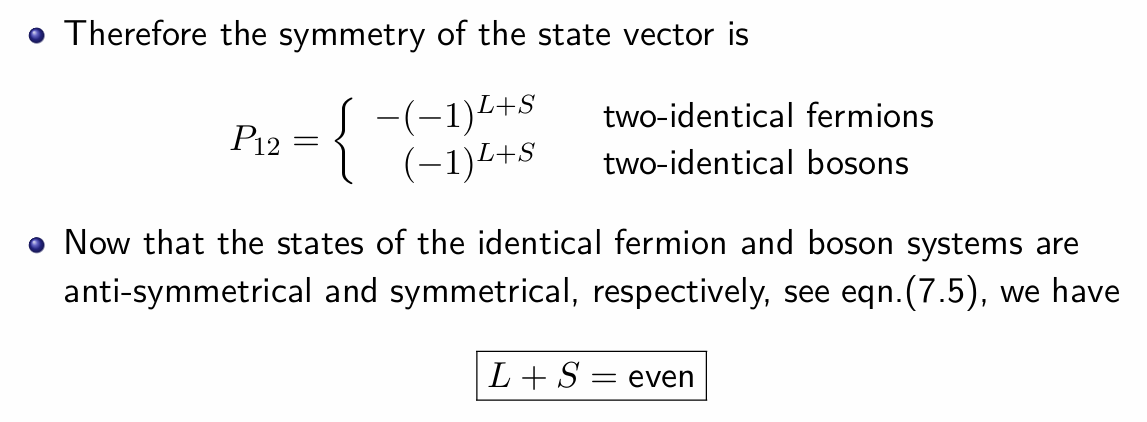 Therefore the symmetry of the state vector is
P₁₂ = { −(−1)^{L+S} two-identical fermions
(−1)^{L+S} two-identical bosons
Now that the states of the identical fermion and boson systems are
anti-symmetrical and symmetrical, respectively, see eqn.(7.5), we have
L + S = even